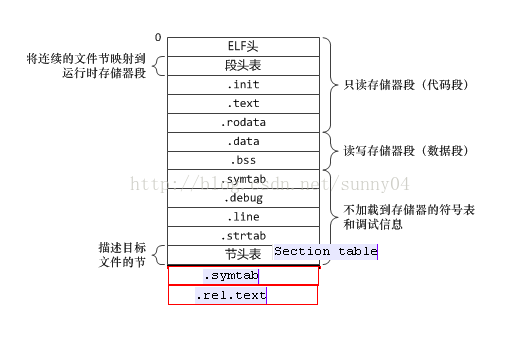 0
ELF头
将连续的文件节映射到
运行时存储器段
段头表
.init
.text
.rodata
只读存储器段（代码段）
.data
.bss
读写存储器段（数据段）
.symtab
http://blog.csdn.net/sunny04
.debug
.line
.strtab
不加载到存储器的符号表
和调试信息
描述目标
文件的节
节头表
Section table
.symtab
.rel.text